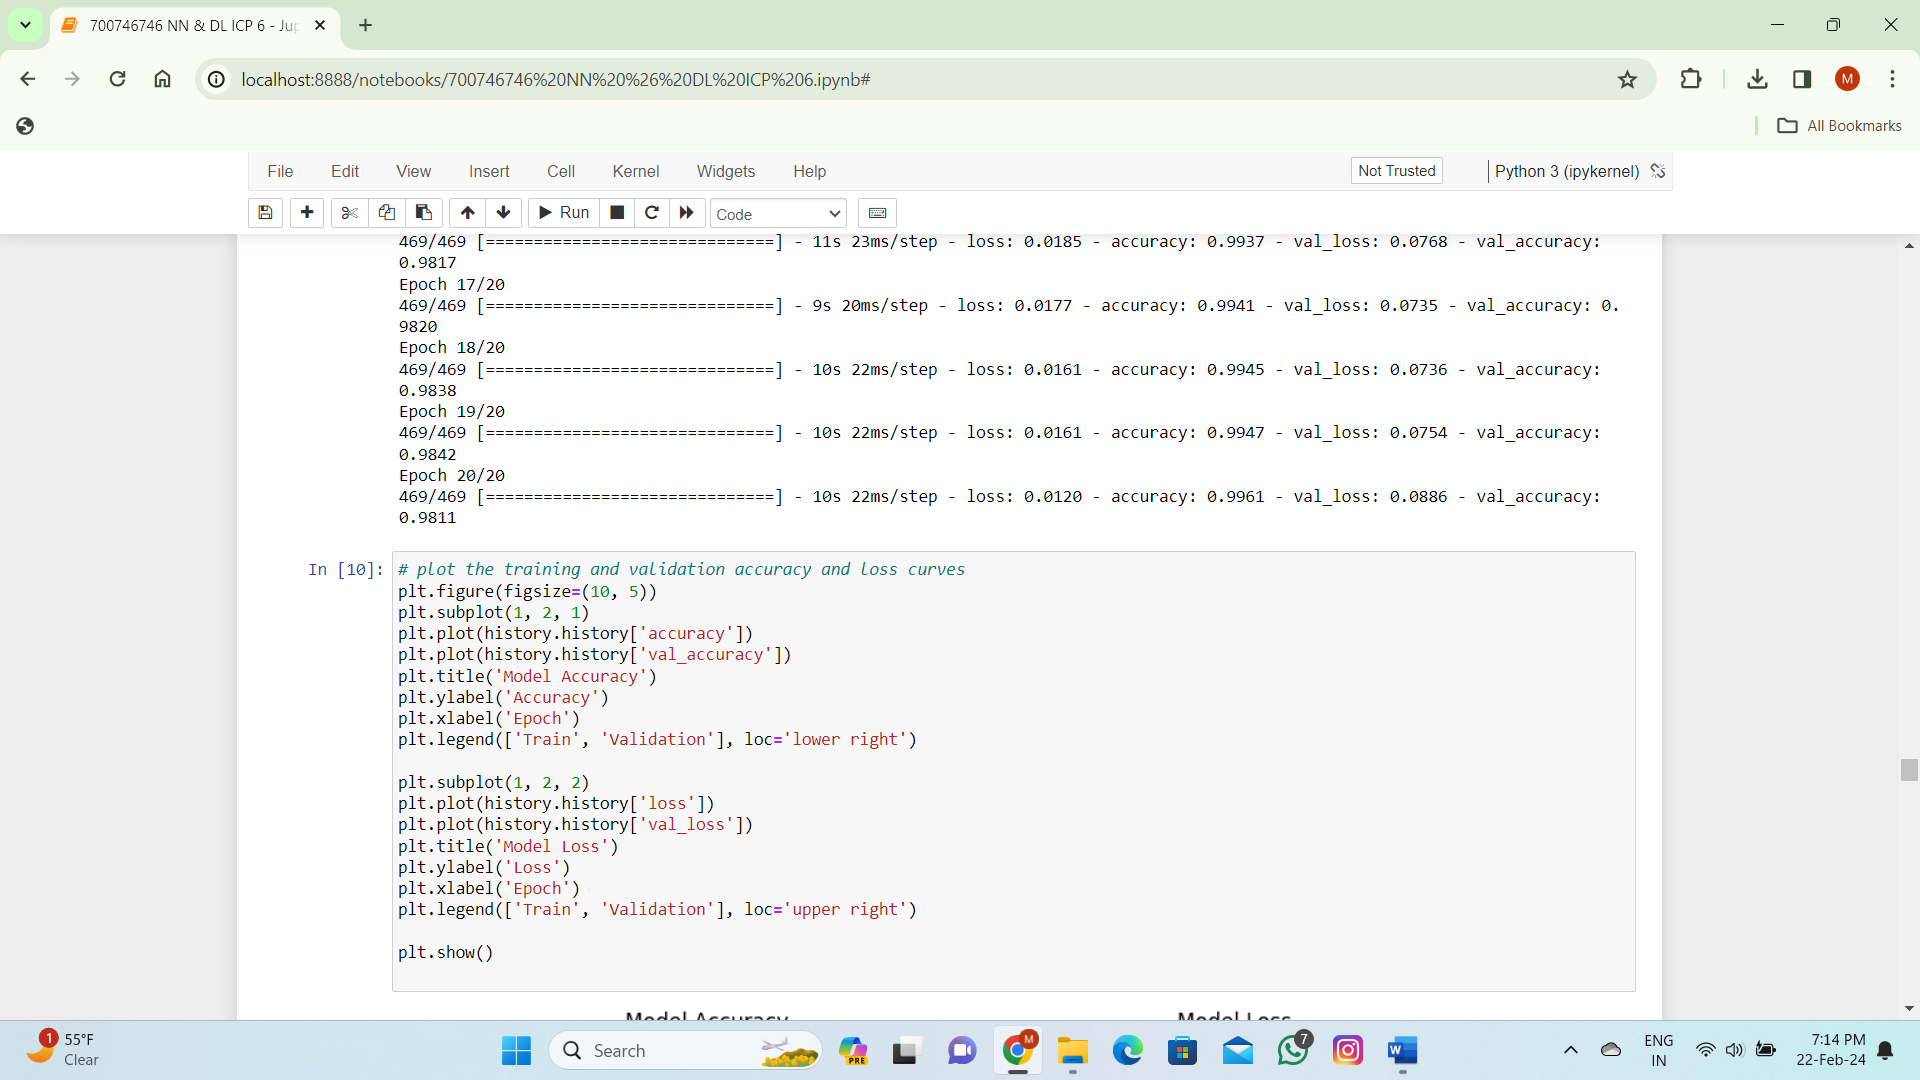 700746746 NN & DL ICP 6 - Jup
localhost:8888/notebooks/700746746%20NN%20%26%20DL%20ICP%206.ipynb#
M
All Bookmarks
File Edit View Insert Cell Kernel Widgets Help
Not Trusted
Python 3 (ipykernel)
Run
Code
469/469 [==============================] - 11s 23ms/step - loss: 0.0185 - accuracy: 0.9937 - val_loss: 0.0768 - val_accuracy:
0.9817
Epoch 17/20
469/469 [==============================] - 9s 20ms/step - loss: 0.0177 - accuracy: 0.9941 - val_loss: 0.0735 - val_accuracy: 0.
9820
Epoch 18/20
469/469 [==============================] - 10s 22ms/step - loss: 0.0161 - accuracy: 0.9945 - val_loss: 0.0736 - val_accuracy:
0.9838
Epoch 19/20
469/469 [==============================] - 10s 22ms/step - loss: 0.0161 - accuracy: 0.9947 - val_loss: 0.0754 - val_accuracy:
0.9842
Epoch 20/20
469/469 [==============================] - 10s 22ms/step - loss: 0.0120 - accuracy: 0.9961 - val_loss: 0.0886 - val_accuracy:
0.9811
In [10]: # plot the training and validation accuracy and loss curves
plt.figure(figsize=(10, 5))
plt.subplot(1, 2, 1)
plt.plot(history.history['accuracy'])
plt.plot(history.history['val_accuracy'])
plt.title('Model Accuracy')
plt.ylabel('Accuracy')
plt.xlabel('Epoch')
plt.legend(['Train', 'Validation'], loc='lower right')
plt.subplot(1, 2, 2)
plt.plot(history.history['loss'])
plt.plot(history.history['val_loss'])
plt.title('Model Loss')
plt.ylabel('Loss')
plt.xlabel('Epoch')
plt.legend(['Train', 'Validation'], loc='upper right')
plt.show()
Model Accuracy Model Loss
1
55°F
Clear
Search
PRE
M
7
W
ENG
IN
7:14 PM
22-Feb-24